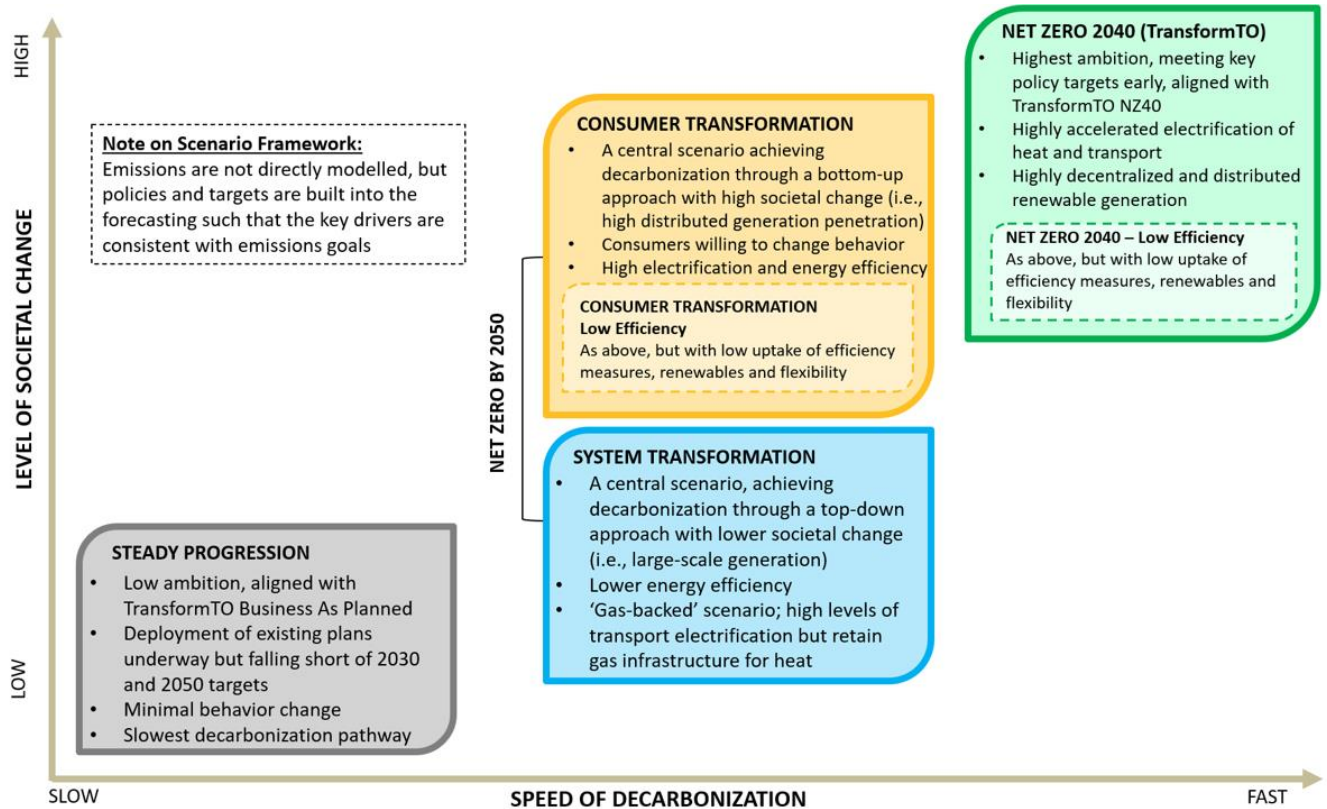 HIGH
LEVEL OF SOCIETAL CHANGE
LOW
Note on Scenario Framework:
Emissions are not directly modelled, but
policies and targets are built into the
forecasting such that the key drivers are
consistent with emissions goals
STEADY PROGRESSION
• Low ambition, aligned with
TransformTO Business As Planned
• Deployment of existing plans
underway but falling short of 2030
and 2050 targets
• Minimal behavior change
• Slowest decarbonization pathway
NET ZERO BY 2050
CONSUMER TRANSFORMATION
• A central scenario achieving
decarbonization through a bottom-up
approach with high societal change (i.e.,
high distributed generation penetration)
• Consumers willing to change behavior
• High electrification and energy efficiency
CONSUMER TRANSFORMATION
Low Efficiency
As above, but with low uptake of efficiency
measures, renewables and flexibility
SYSTEM TRANSFORMATION
• A central scenario, achieving
decarbonization through a top-down
approach with lower societal change
(i.e., large-scale generation)
• Lower energy efficiency
• ‘Gas-backed’ scenario; high levels of
transport electrification but retain
gas infrastructure for heat
NET ZERO 2040 (TransformTO)
• Highest ambition, meeting key
policy targets early, aligned with
TransformTO NZ40
• Highly accelerated electrification of
heat and transport
• Highly decentralized and distributed
renewable generation
NET ZERO 2040 – Low Efficiency
As above, but with low uptake of
efficiency measures, renewables and
flexibility
SLOW
SPEED OF DECARBONIZATION
FAST